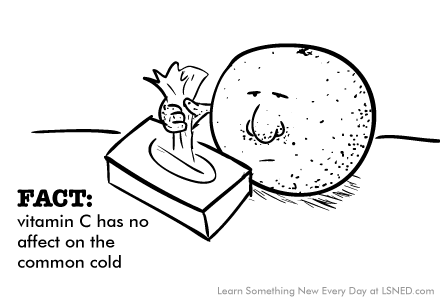 FACT:
vitamin C has no
affect on the
common cold
Learn Something New Every Day at LSNED.com